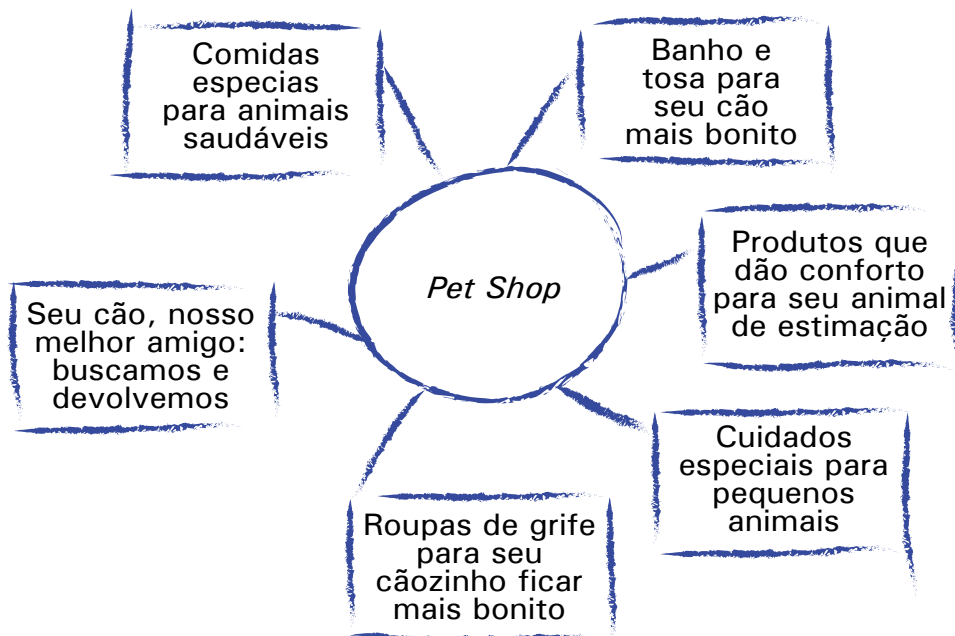 Comidas
especias
para animais
saudáveis
Banho e
tosa para
seu cão
mais bonito
Pet Shop
Produtos que
dão conforto
para seu animal
de estimação
Seu cão, nosso
melhor amigo:
buscamos e
devolvemos
Cuidados
especiais para
pequenos
animais
Roupas de grife
para seu
cãozinho ficar
mais bonito